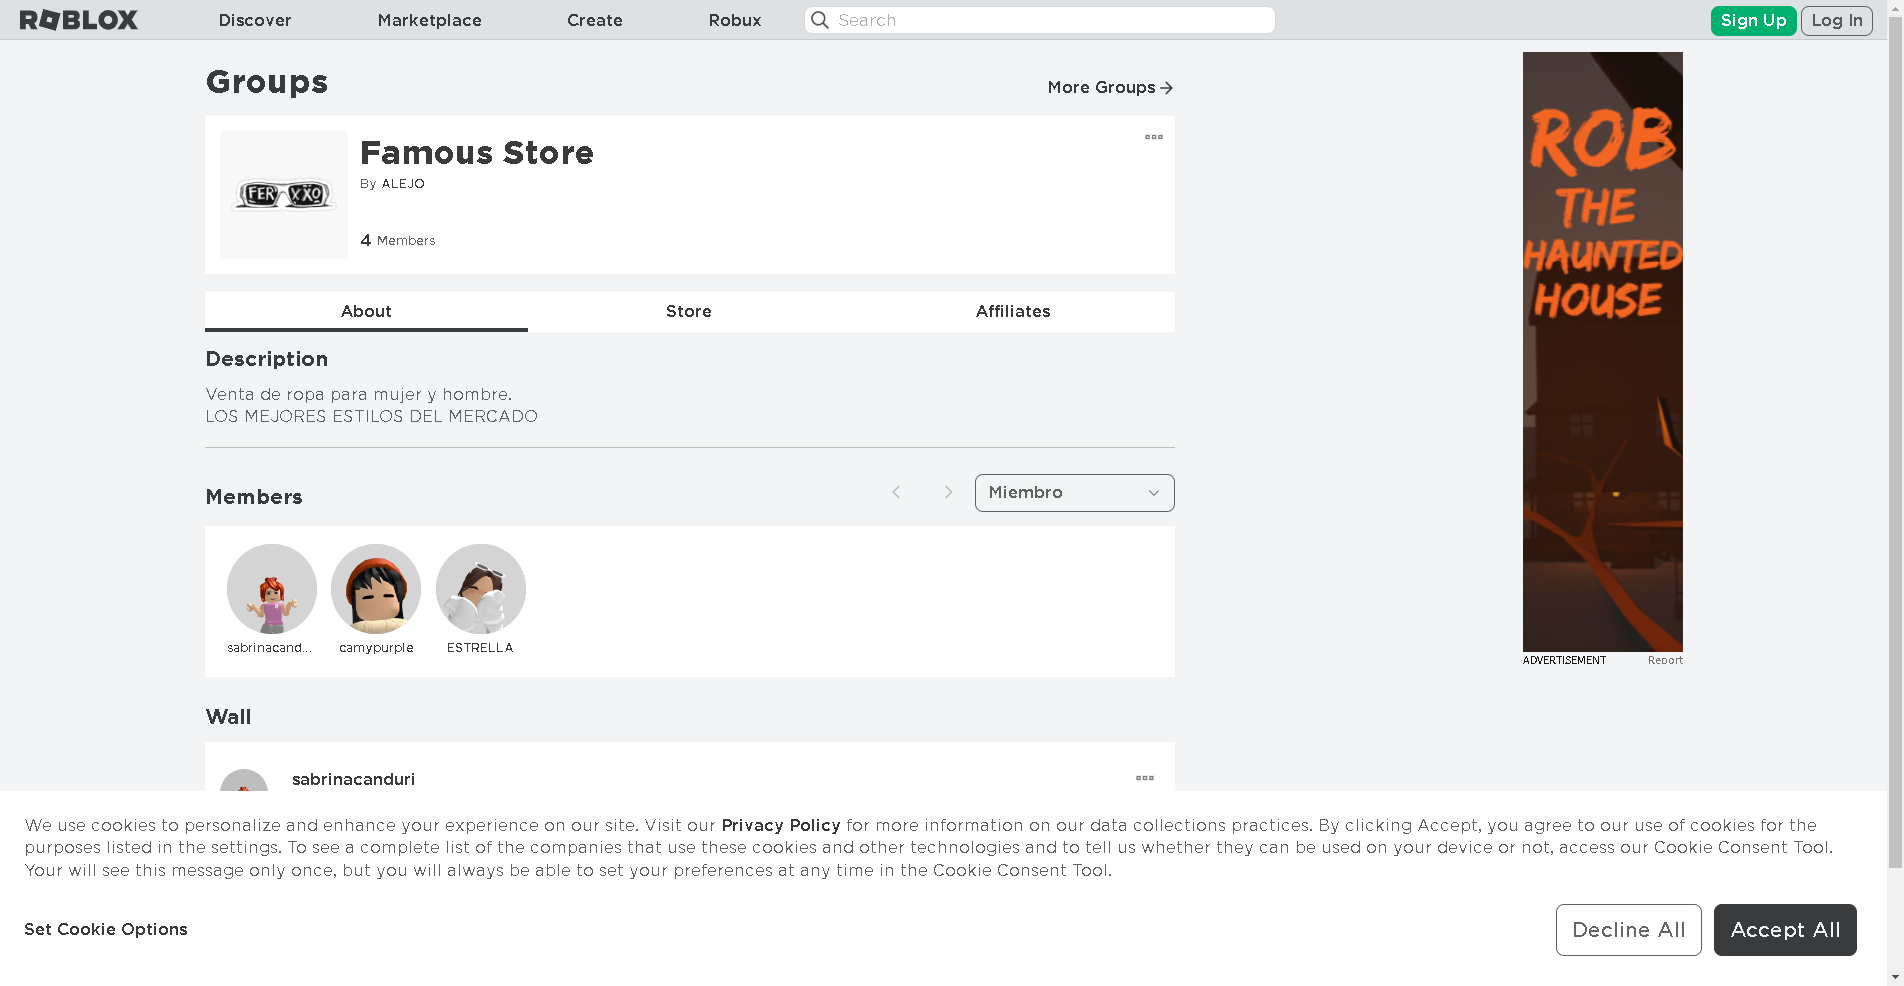 ROBLOX
Discover
Marketplace
Create
Robux
Search
Sign Up
Log In
Groups
More Groups
FER XXO
Famous Store
By ALEJO
4 Members
About
Store
Affiliates
Description
Venta de ropa para mujer y hombre.
LOS MEJORES ESTILOS DEL MERCADO
Members
Miembro
sabrinacand...
camypurple
ESTRELLA
Wall
sabrinacanduri
ROB
THE
HAUNTED
HOUSE
ADVERTISEMENT
Report
We use cookies to personalize and enhance your experience on our site. Visit our Privacy Policy for more information on our data collections practices. By clicking Accept, you agree to our use of cookies for the
purposes listed in the settings. To see a complete list of the companies that use these cookies and other technologies and to tell us whether they can be used on your device or not, access our Cookie Consent Tool.
Your will see this message only once, but you will always be able to set your preferences at any time in the Cookie Consent Tool.
Set Cookie Options
Decline All
Accept All